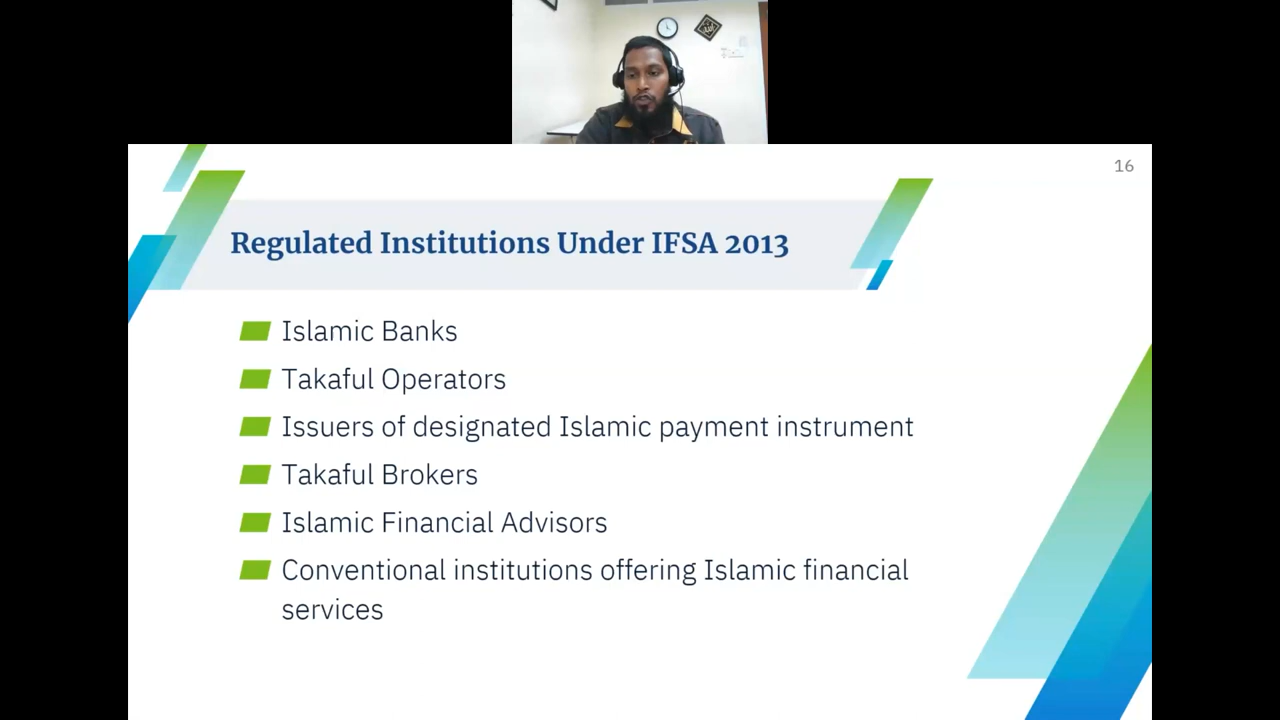 16
Regulated Institutions Under IFSA 2013
Islamic Banks
Takaful Operators
Issuers of designated Islamic payment instrument
Takaful Brokers
Islamic Financial Advisors
Conventional institutions offering Islamic financial
services